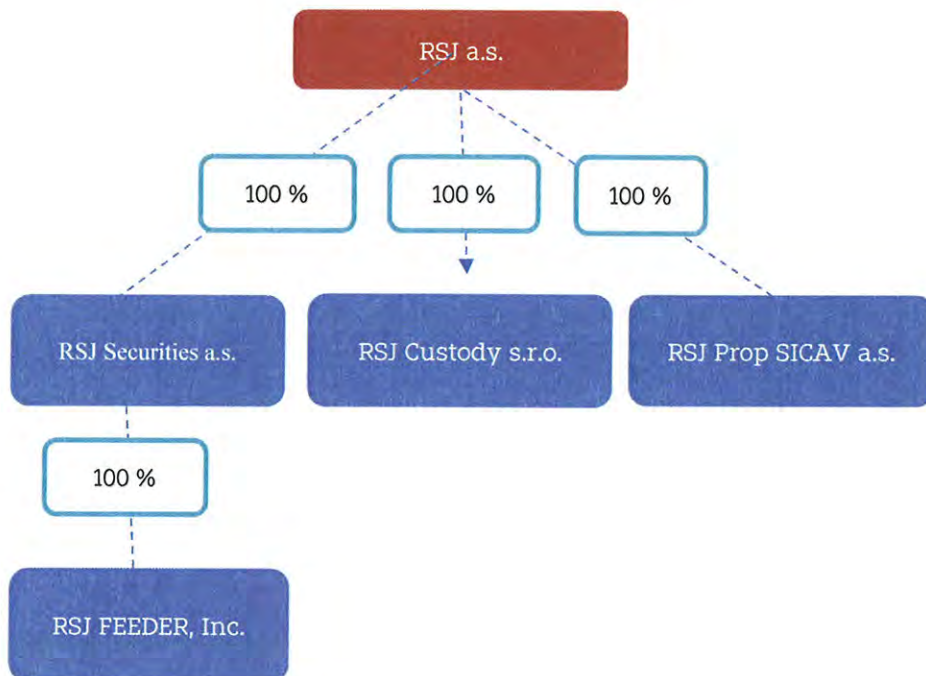 RSJ a.s.
100 %
100 %
100 %
RSJ Securities a.s.
RSJ Custody s.r.o.
RSJ Prop SICAV a.s.
100 %
RSJ FEEDER, Inc.